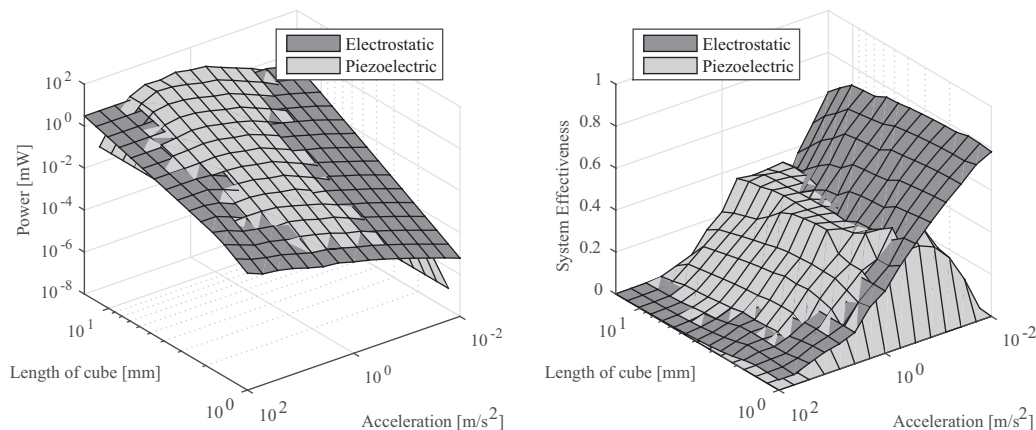 Electrostatic
Piezoelectric
10^2
10^0
10^-2
10^-4
10^-6
10^-8
Power [mW]
10^1
10^0
Length of cube [mm]
10^2
10^0
10^-2
Acceleration [m/s^2]
Electrostatic
Piezoelectric
1
0.8
0.6
0.4
0.2
0
System Effectiveness
10^1
10^0
Length of cube [mm]
10^2
10^0
10^-2
Acceleration [m/s^2]